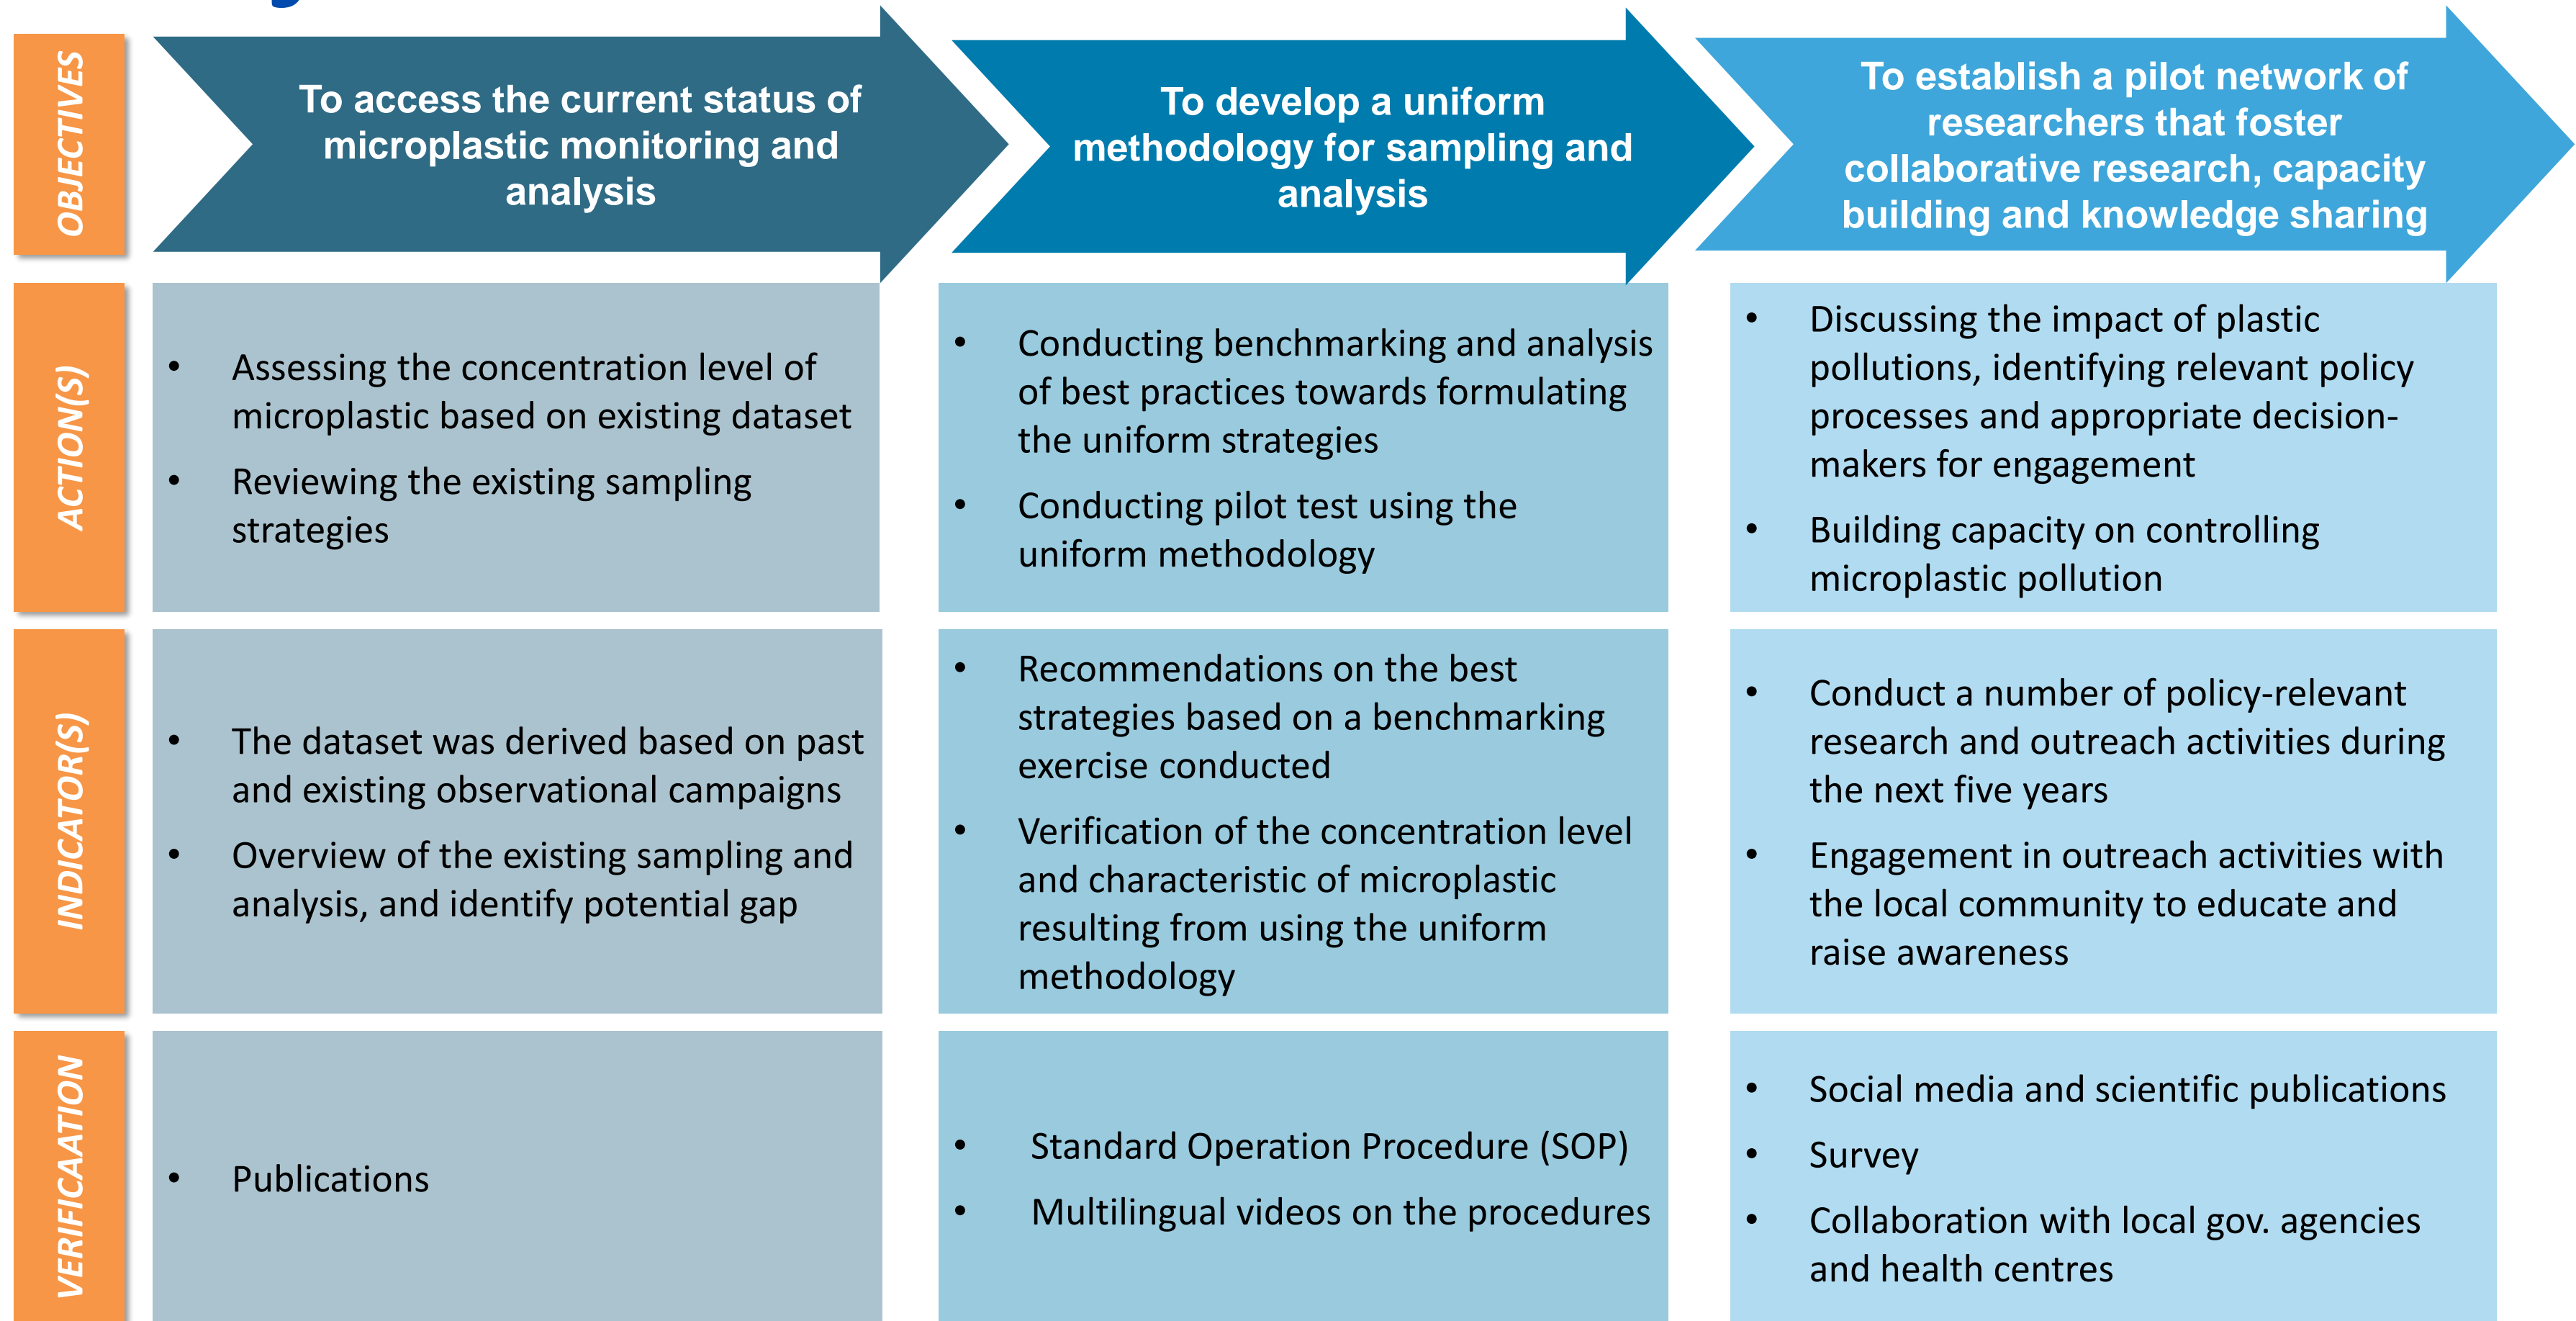 OBJECTIVES
To access the current status of
microplastic monitoring and
analysis
To develop a uniform
methodology for sampling and
analysis
To establish a pilot network of
researchers that foster
collaborative research, capacity
building and knowledge sharing
ACTION(S)
• Assessing the concentration level of
microplastic based on existing dataset
• Reviewing the existing sampling
strategies
• Conducting benchmarking and analysis
of best practices towards formulating
the uniform strategies
• Conducting pilot test using the
uniform methodology
• Discussing the impact of plastic
pollutions, identifying relevant policy
processes and appropriate decision-
makers for engagement
• Building capacity on controlling
microplastic pollution
INDICATOR(S)
• The dataset was derived based on past
and existing observational campaigns
• Overview of the existing sampling and
analysis, and identify potential gap
• Recommendations on the best
strategies based on a benchmarking
exercise conducted
• Verification of the concentration level
and characteristic of microplastic
resulting from using the uniform
methodology
• Conduct a number of policy-relevant
research and outreach activities during
the next five years
• Engagement in outreach activities with
the local community to educate and
raise awareness
VERIFICAATION
• Publications
• Standard Operation Procedure (SOP)
• Multilingual videos on the procedures
• Social media and scientific publications
• Survey
• Collaboration with local gov. agencies
and health centres